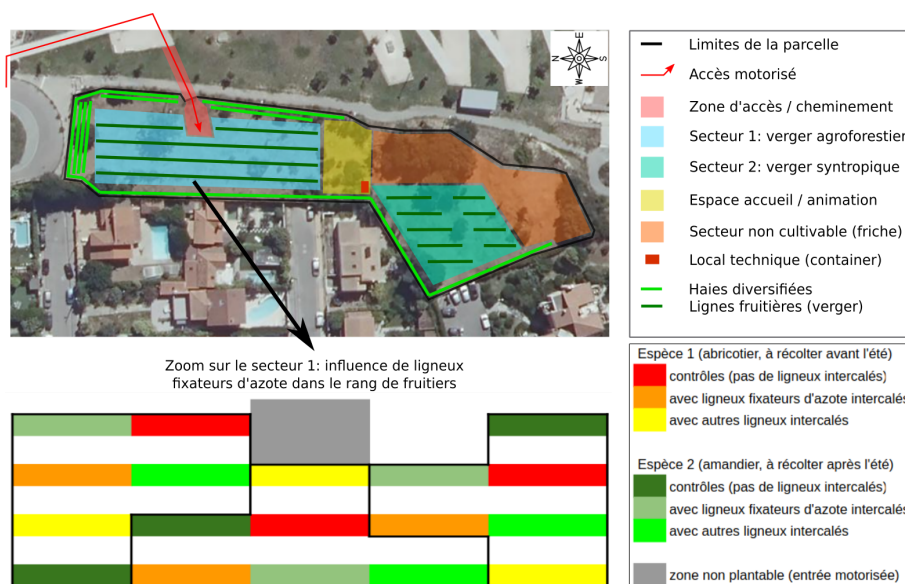 N
E
S
W
Limites de la parcelle
Accès motorisé
Zone d'accès / cheminement
Secteur 1: verger agroforestier
Secteur 2: verger syntropique
Espace accueil / animation
Secteur non cultivable (friche)
Local technique (container)
Haies diversifiées
Lignes fruitières (verger)
Zoom sur le secteur 1: influence de ligneux
fixateurs d'azote dans le rang de fruitiers
Espèce 1 (abricotier, à récolter avant l'été)
contrôles (pas de ligneux intercalés)
avec ligneux fixateurs d'azote intercalés
avec autres ligneux intercalés
Espèce 2 (amandier, à récolter après l'été)
contrôles (pas de ligneux intercalés)
avec ligneux fixateurs d'azote intercalés
avec autres ligneux intercalés
zone non plantable (entrée motorisée)